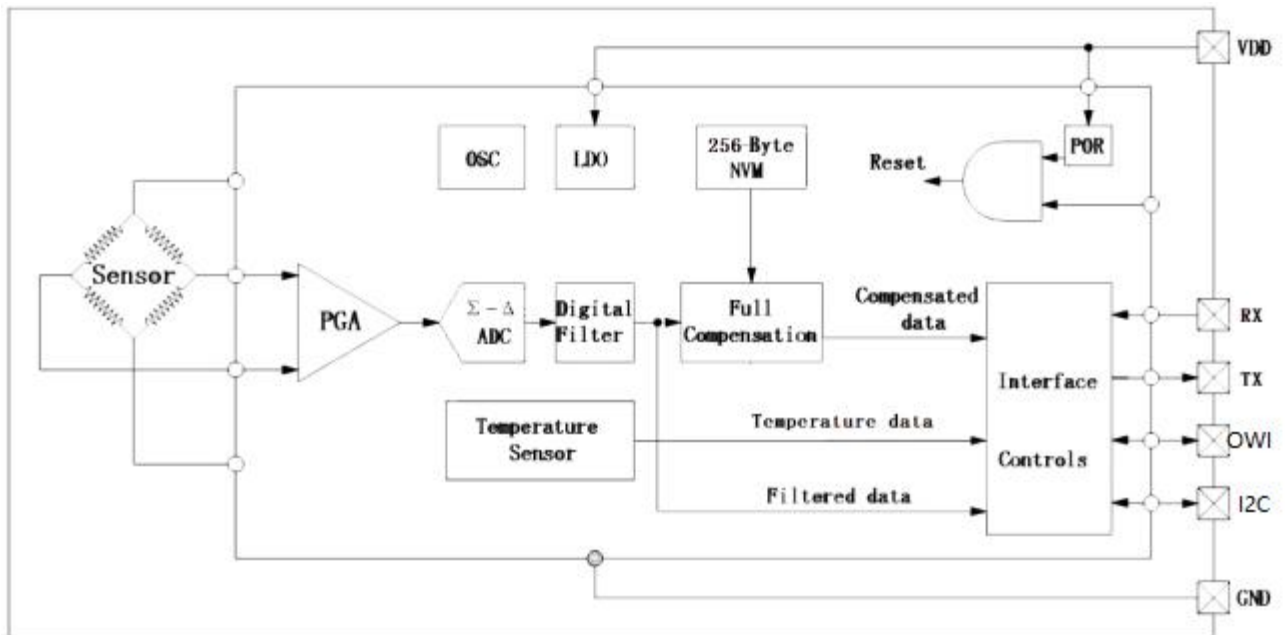 VDD
OSC
LDO
256-Byte
NVM
POR
Reset
Sensor
PGA
Σ-Δ
ADC
Digital
Filter
Full
Compensation
Compensated
data
Interface
Controls
RX
TX
Temperature
Sensor
Temperature data
OWI
Filtered data
I2C
GND